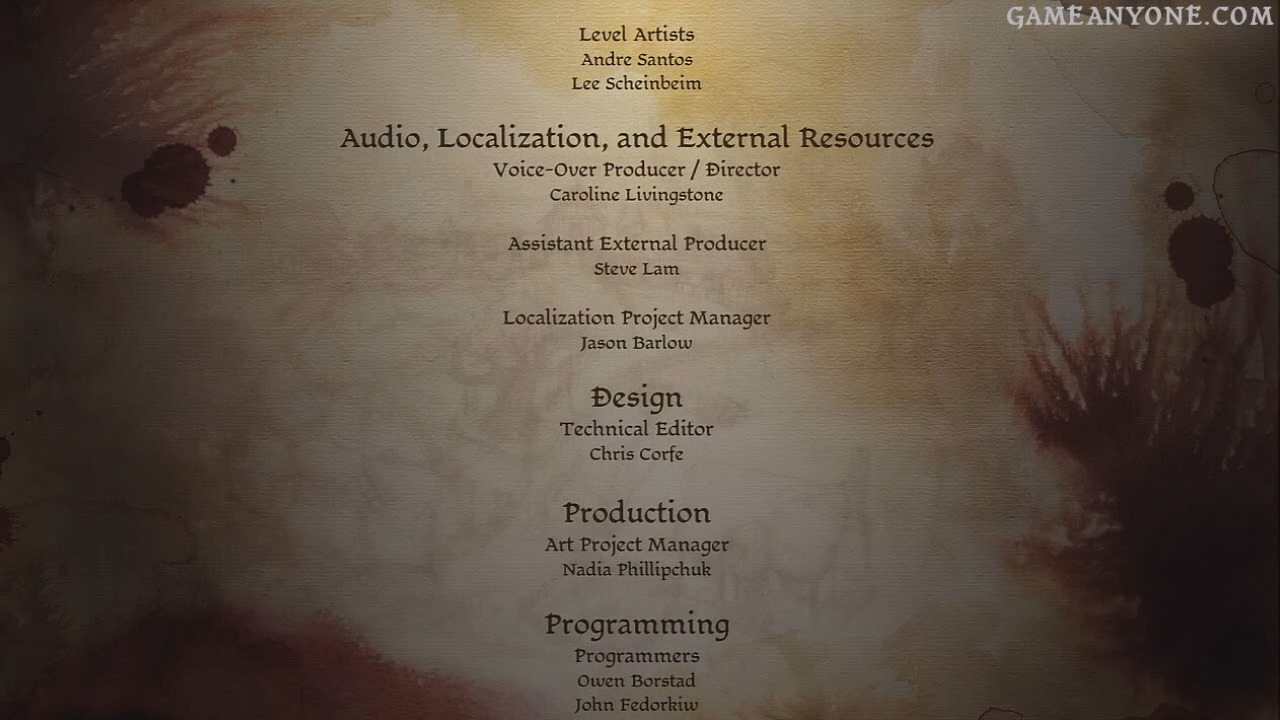 GAMEANYONE.COM
Level Artists
Andre Santos
Lee Scheinbeim
Audio, Localization, and External Resources
Voice-Over Producer / Director
Caroline Livingstone
Assistant External Producer
Steve Lam
Localization Project Manager
Jason Barlow
Design
Technical Editor
Chris Corfe
Production
Art Project Manager
Nadia Phillipchuk
Programming
Programmers
Owen Borstad
John Fedorkiw